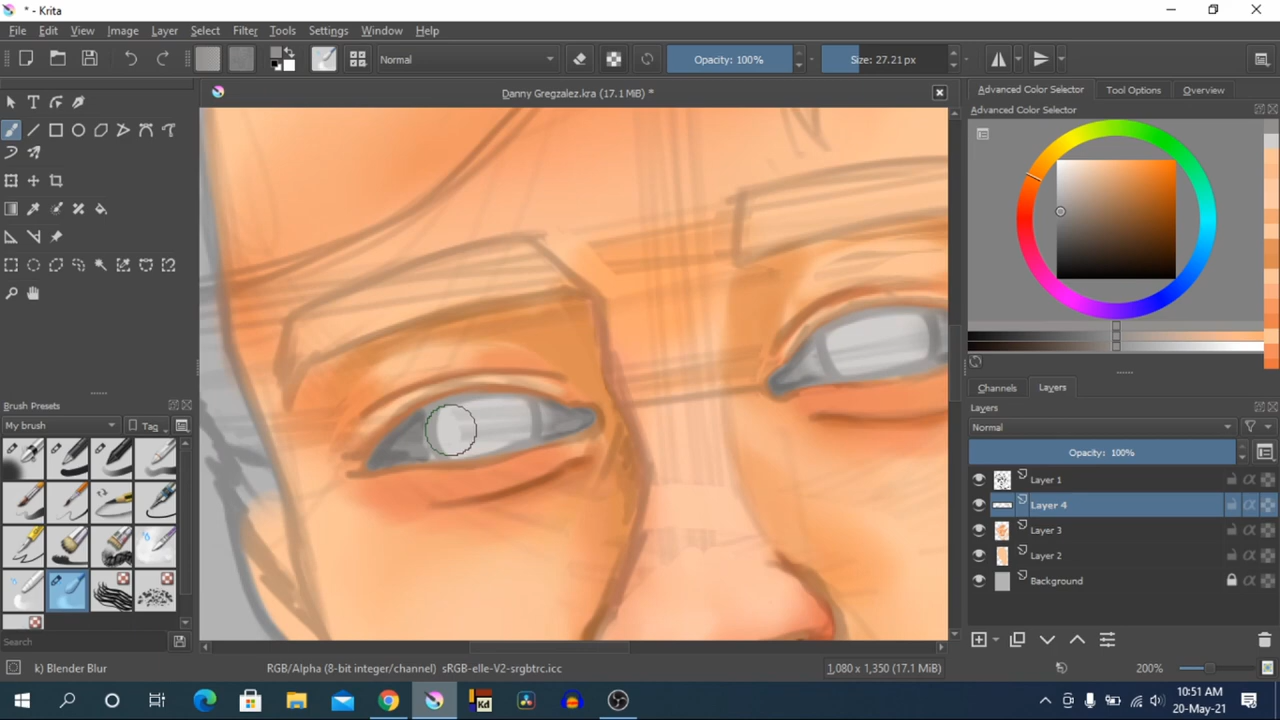 * - Krita
File Edit View Image Layer Select Filter Tools Settings Window Help
Normal Opacity: 100% Size: 27.21 px
Danny Gregzalez.kra (17.1 MiB) *
Advanced Color Selector Tool Options Overview
Advanced Color Selector
Brush Presets
My brush Tag
Search
Channels Layers
Layers
Normal
Opacity: 100%
Layer 1
Layer 4
Layer 3
Layer 2
Background
k) Blender Blur RGB/Alpha (8-bit integer/channel) sRGB-elle-V2-srgbtrc.icc 1,080 x 1,350 (17.1 MiB) 200%
Kd
10:51 AM
20-May-21